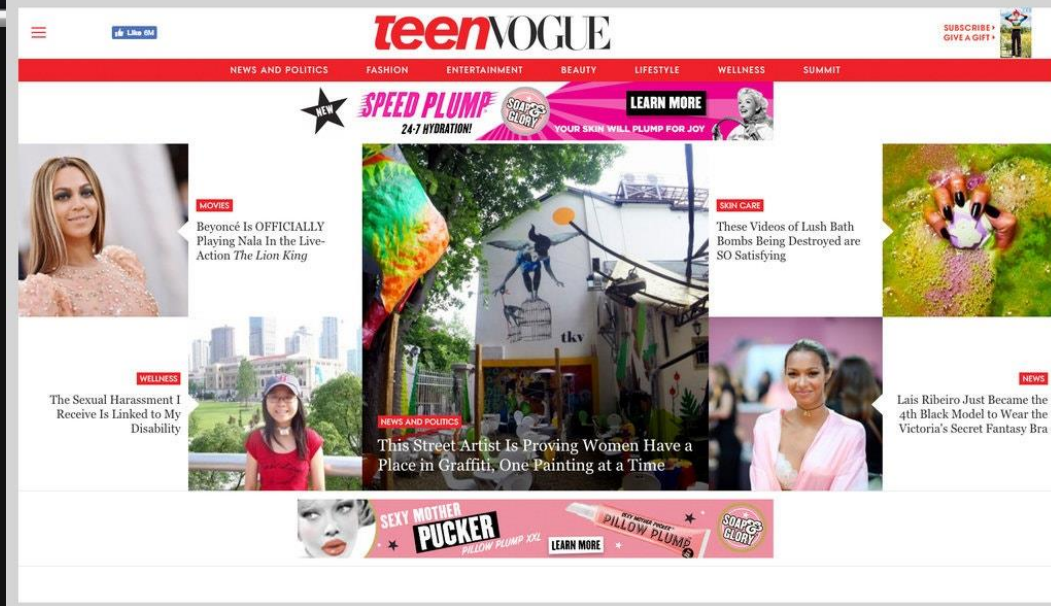 Like 6M
teenVOGUE
SUBSCRIBE
GIVE A GIFT
NEWS AND POLITICS FASHION ENTERTAINMENT BEAUTY LIFESTYLE WELLNESS SUMMIT
NEW
SPEED PLUMP
24-7 HYDRATION!
SOAP & GLORY
LEARN MORE
YOUR SKIN WILL PLUMP FOR JOY
MOVIES
Beyoncé Is OFFICIALLY
Playing Nala In the Live-
Action The Lion King
WELLNESS
The Sexual Harassment I
Receive Is Linked to My
Disability
tkv
NEWS AND POLITICS
This Street Artist Is Proving Women Have a
Place in Graffiti, One Painting at a Time
SKIN CARE
These Videos of Lush Bath
Bombs Being Destroyed are
SO Satisfying
NEWS
Lais Ribeiro Just Became the
4th Black Model to Wear the
Victoria's Secret Fantasy Bra
SEXY MOTHER
PUCKER
PILLOW PLUMP XXL
LEARN MORE
SEXY MOTHER PUCKER
PILLOW PLUMP
SOAP & GLORY